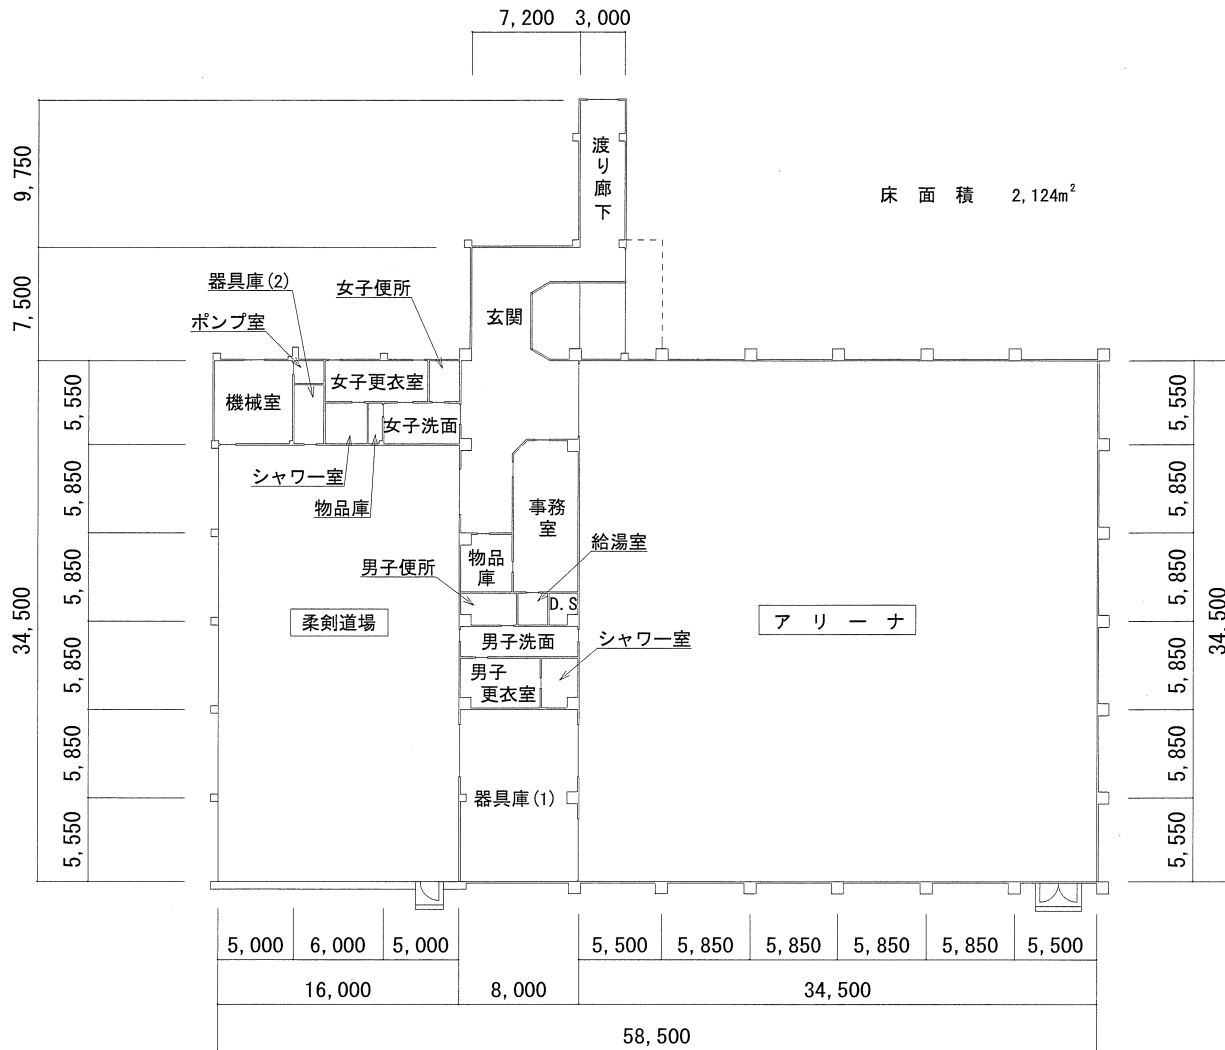 7,200 3,000
9,750
7,500
34,500
渡り廊下
床面積 2,124m²
器具庫(2)
女子便所
ポンプ室
玄関
機械室
女子更衣室
女子洗面
シャワー室
物品庫
事務
室
給湯室
物品
庫
男子便所
D.S
柔剣道場
アリーナ
男子洗面
シャワー室
男子
更衣室
器具庫(1)
5,550
5,850
5,850
5,850
5,850
5,550
5,550
5,850
5,850
5,850
5,850
5,550
34,500
5,000 6,000 5,000 5,500 5,850 5,850 5,850 5,850 5,500
16,000 8,000 34,500
58,500